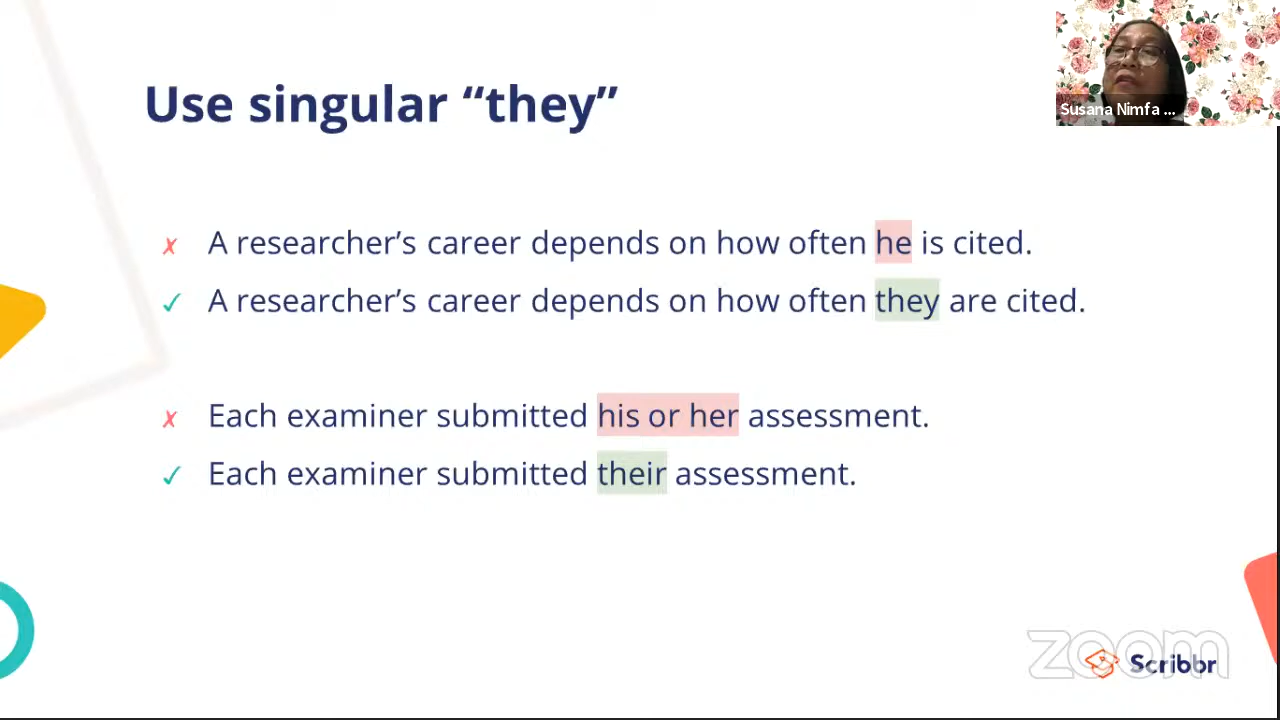 Use singular “they”
Susana Nimfa ...
✗ A researcher’s career depends on how often he is cited.
✓ A researcher’s career depends on how often they are cited.
✗ Each examiner submitted his or her assessment.
✓ Each examiner submitted their assessment.
zoom
Scribbr